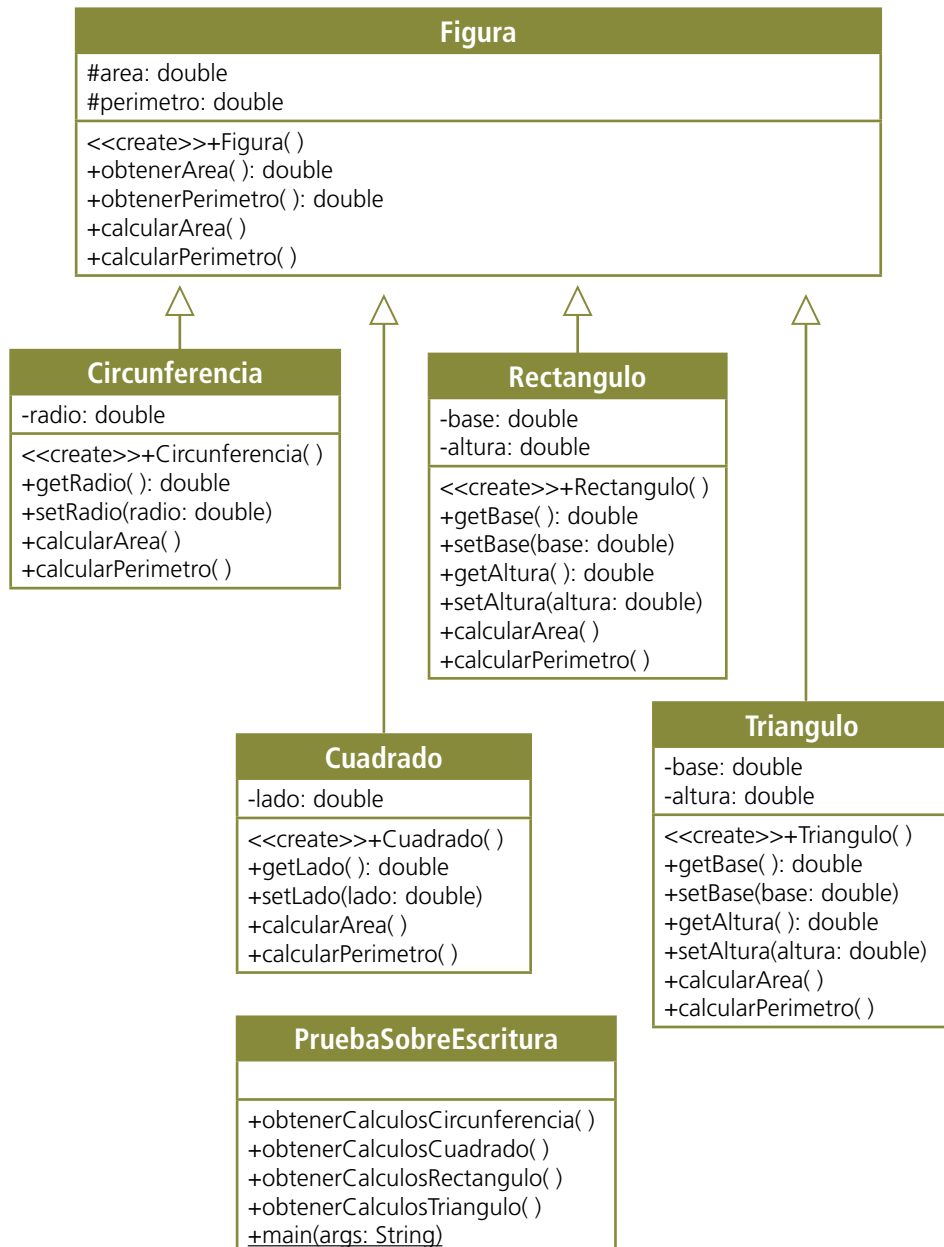 Figura
#area: double
#perimetro: double
<<create>>+Figura( )
+obtenerArea( ): double
+obtenerPerimetro( ): double
+calcularArea( )
+calcularPerimetro( )
Circunferencia
-radio: double
<<create>>+Circunferencia( )
+getRadio( ): double
+setRadio(radio: double)
+calcularArea( )
+calcularPerimetro( )
Rectangulo
-base: double
-altura: double
<<create>>+Rectangulo( )
+getBase( ): double
+setBase(base: double)
+getAltura( ): double
+setAltura(altura: double)
+calcularArea( )
+calcularPerimetro( )
Cuadrado
-lado: double
<<create>>+Cuadrado( )
+getLado( ): double
+setLado(lado: double)
+calcularArea( )
+calcularPerimetro( )
Triangulo
-base: double
-altura: double
<<create>>+Triangulo( )
+getBase( ): double
+setBase(base: double)
+getAltura( ): double
+setAltura(altura: double)
+calcularArea( )
+calcularPerimetro( )
PruebaSobreEscritura
+obtenerCalculosCircunferencia( )
+obtenerCalculosCuadrado( )
+obtenerCalculosRectangulo( )
+obtenerCalculosTriangulo( )
+main(args: String)